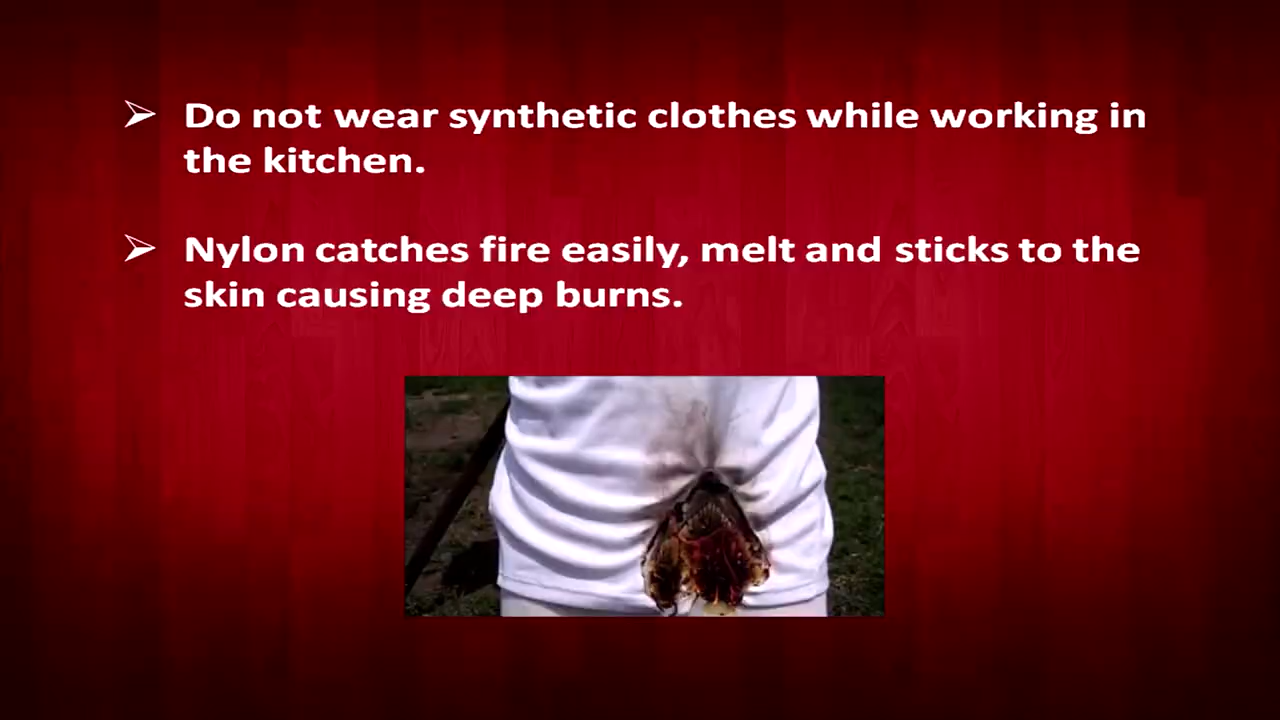 ➢ Do not wear synthetic clothes while working in
the kitchen.
➢ Nylon catches fire easily, melt and sticks to the
skin causing deep burns.